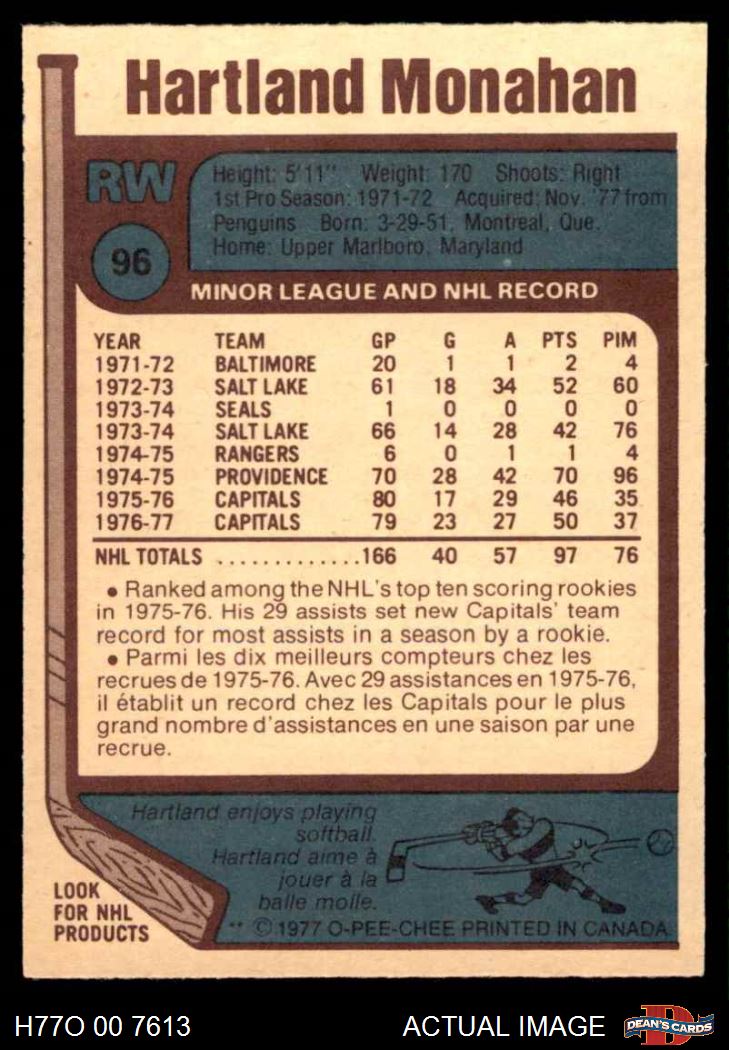 Hartland Monahan
RW
Height: 5'11" Weight: 170 Shoots: Right
1st Pro Season: 1971-72 Acquired: Nov. '77 from
Penguins Born: 3-29-51, Montreal, Que.
Home: Upper Marlboro, Maryland
96
MINOR LEAGUE AND NHL RECORD
YEAR TEAM GP G A PTS PIM
1971-72 BALTIMORE 20 1 1 2 4
1972-73 SALT LAKE 61 18 34 52 60
1973-74 SEALS 1 0 0 0 0
1973-74 SALT LAKE 66 14 28 42 76
1974-75 RANGERS 6 0 1 1 4
1974-75 PROVIDENCE 70 28 42 70 96
1975-76 CAPITALS 80 17 29 46 35
1976-77 CAPITALS 79 23 27 50 37
NHL TOTALS .............166 40 57 97 76
• Ranked among the NHL's top ten scoring rookies
in 1975-76. His 29 assists set new Capitals' team
record for most assists in a season by a rookie.
• Parmi les dix meilleurs compteurs chez les
recrues de 1975-76. Avec 29 assistances en 1975-76,
il établit un record chez les Capitals pour le plus
grand nombre d'assistances en une saison par une
recrue.
Hartland enjoys playing
softball.
Hartland aime à
jouer à la
balle molle.
LOOK
FOR NHL
PRODUCTS
** © 1977 O-PEE-CHEE PRINTED IN CANADA
H77O 00 7613
ACTUAL IMAGE
D
DEAN'S CARDS